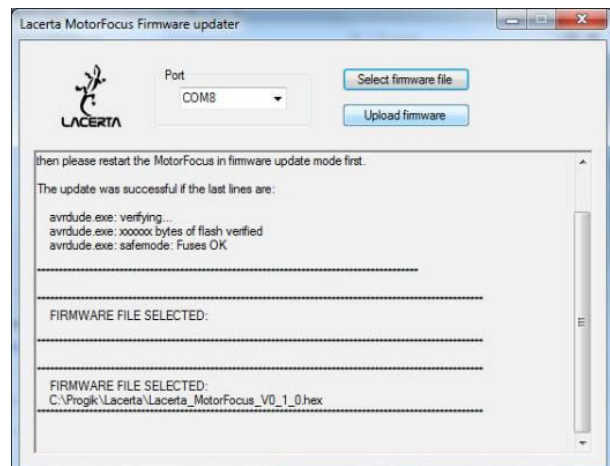 Lacerta MotorFocus Firmware updater
LACERTA
Port
COM8
Select firmware file
Upload firmware
then please restart the MotorFocus in firmware update mode first.
The update was successful if the last lines are:
avrdude.exe: verifying...
avrdude.exe: xxxxxx bytes of flash verified
avrdude.exe: safemode: Fuses OK
FIRMWARE FILE SELECTED:
FIRMWARE FILE SELECTED:
C:\Progik\Lacerta\Lacerta_MotorFocus_V0_1_0.hex